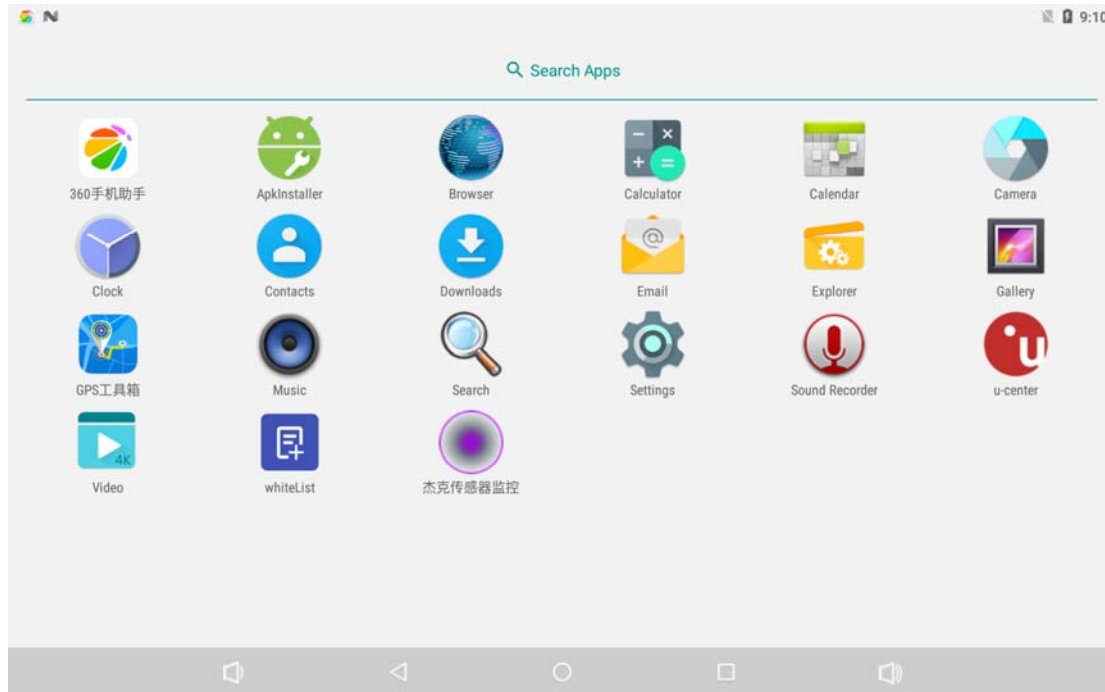 9:10
Search Apps
360手机助手 ApkInstaller Browser Calculator Calendar Camera
Clock Contacts Downloads Email Explorer Gallery
GPS工具箱 Music Search Settings Sound Recorder u-center
4K
Video whiteList 杰克传感器监控